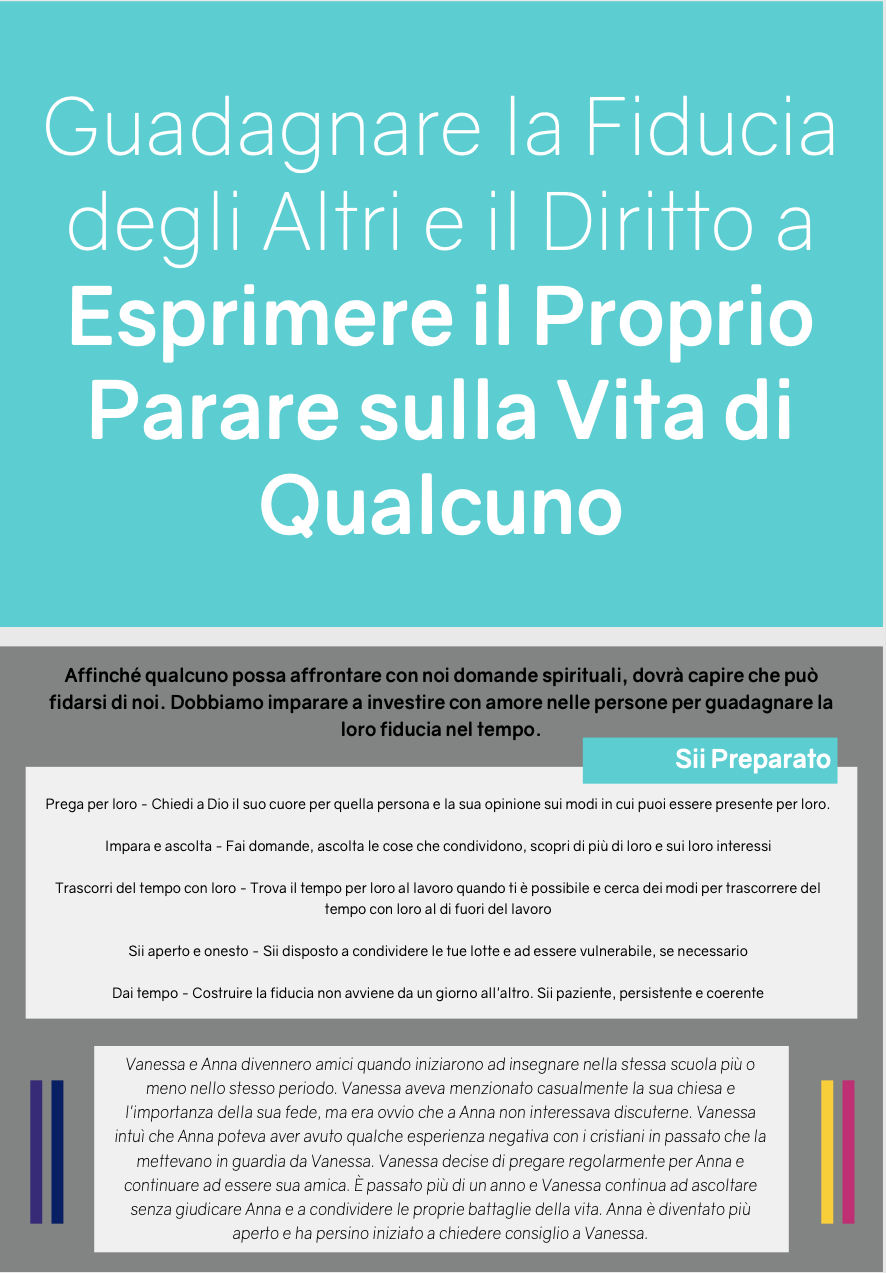 Guadagnare la Fiducia
degli Altri e il Diritto a
Esprimere il Proprio
Parare sulla Vita di
Qualcuno
Affinché qualcuno possa affrontare con noi domande spirituali, dovrà capire che può
fidarsi di noi. Dobbiamo imparare a investire con amore nelle persone per guadagnare la
loro fiducia nel tempo.
Sii Preparato
Prega per loro - Chiedi a Dio il suo cuore per quella persona e la sua opinione sui modi in cui puoi essere presente per loro.
Impara e ascolta - Fai domande, ascolta le cose che condividono, scopri di più di loro e sui loro interessi
Trascorri del tempo con loro - Trova il tempo per loro al lavoro quando ti è possibile e cerca dei modi per trascorrere del
tempo con loro al di fuori del lavoro
Sii aperto e onesto - Sii disposto a condividere le tue lotte e ad essere vulnerabile, se necessario
Dai tempo - Costruire la fiducia non avviene da un giorno all'altro. Sii paziente, persistente e coerente
Vanessa e Anna divennero amici quando iniziarono ad insegnare nella stessa scuola più o
meno nello stesso periodo. Vanessa aveva menzionato casualmente la sua chiesa e
l'importanza della sua fede, ma era ovvio che a Anna non interessava discuterne. Vanessa
intuì che Anna poteva aver avuto qualche esperienza negativa con i cristiani in passato che la
mettevano in guardia da Vanessa. Vanessa decise di pregare regolarmente per Anna e
continuare ad essere sua amica. È passato più di un anno e Vanessa continua ad ascoltare
senza giudicare Anna e a condividere le proprie battaglie della vita. Anna è diventato più
aperto e ha persino iniziato a chiedere consiglio a Vanessa.